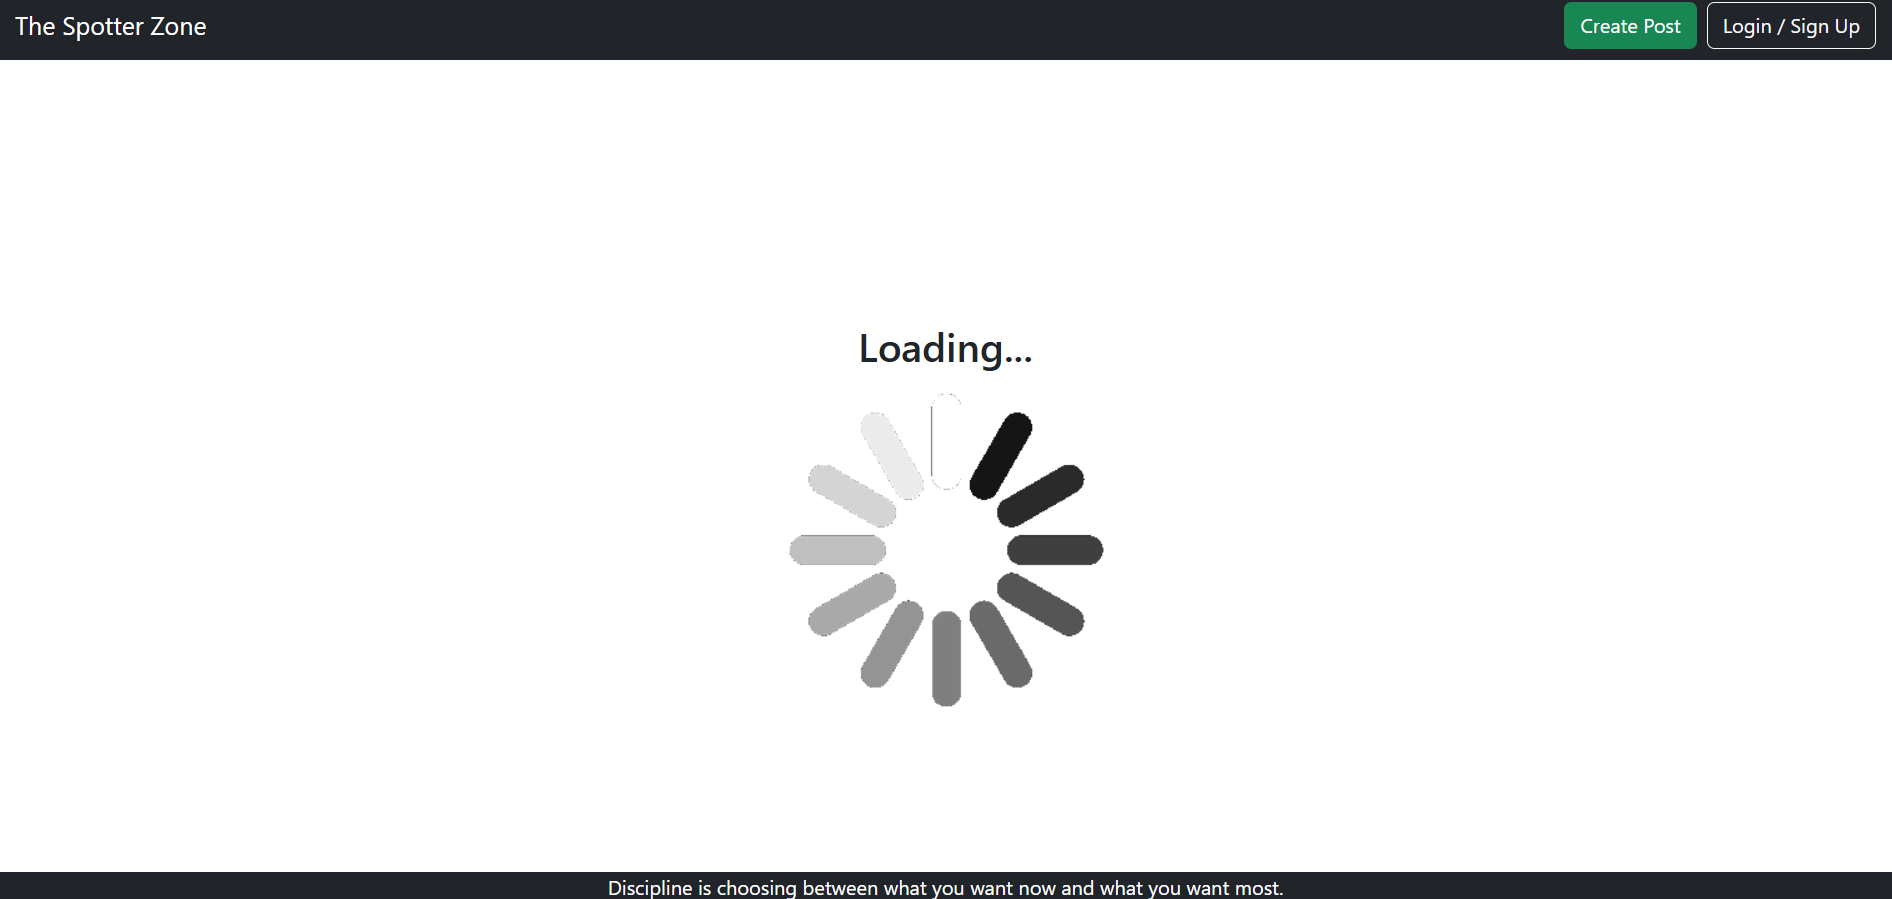 The Spotter Zone
Create Post
Login / Sign Up
Loading...
Discipline is choosing between what you want now and what you want most.